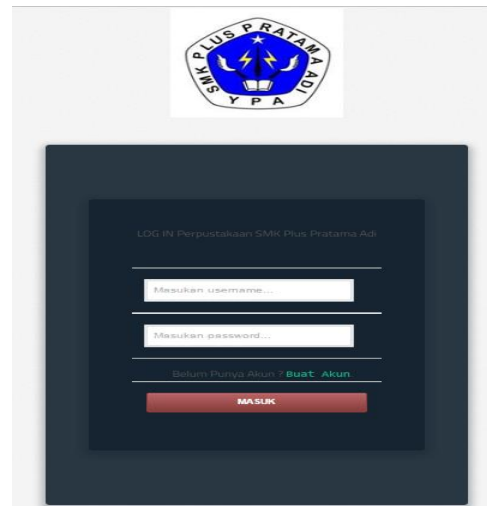 SMK PLUS PRATAMA ADI
YPA
LOG IN Perpustakaan SMK Plus Pratama Adi
Masukan username...
Masukan password...
Belum Punya Akun ? Buat Akun.
MASUK